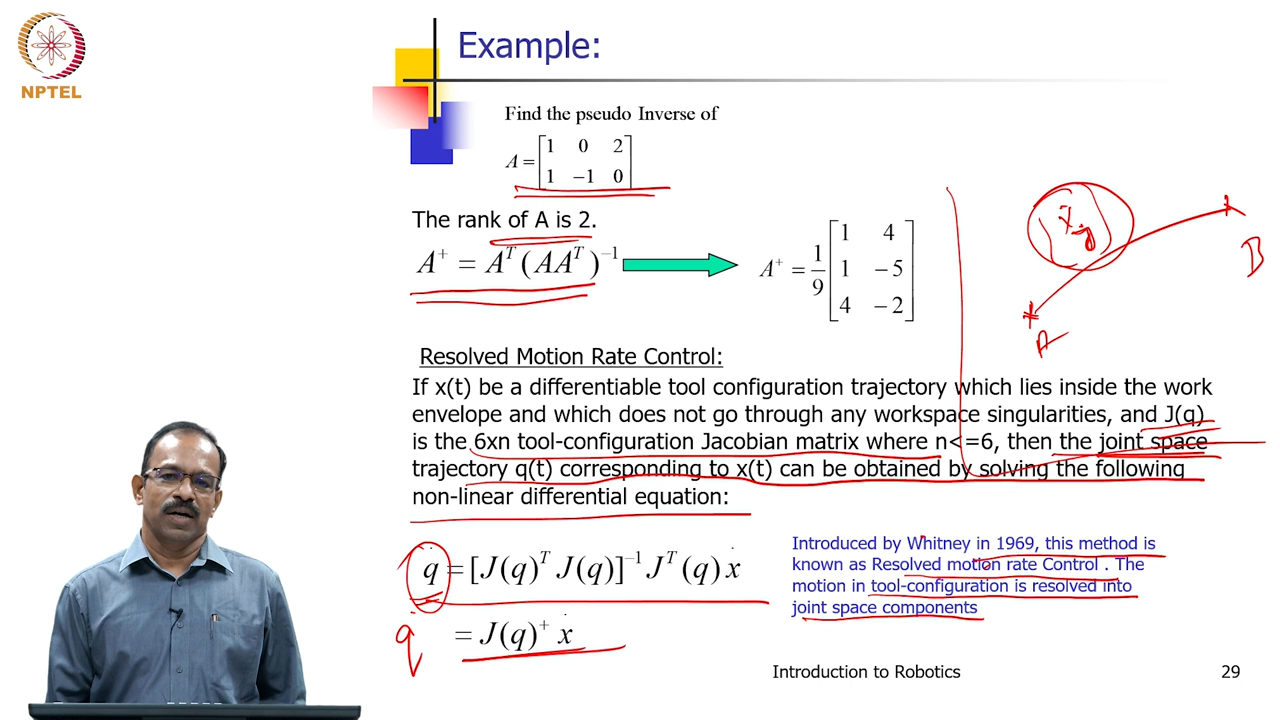 NPTEL
Example:
Find the pseudo Inverse of
A = [1 0 2; 1 −1 0]
The rank of A is 2.
A⁺ = Aᵀ(AAᵀ)⁻¹
A⁺ = 1/9 [1 4; 1 −5; 4 −2]
ẋ
B
A
Resolved Motion Rate Control:
If x(t) be a differentiable tool configuration trajectory which lies inside the work
envelope and which does not go through any workspace singularities, and J(q)
is the 6xn tool-configuration Jacobian matrix where n<=6, then the joint space
trajectory q(t) corresponding to x(t) can be obtained by solving the following
non-linear differential equation:
q̇ = [J(q)ᵀ J(q)]⁻¹ Jᵀ(q) ẋ
q̇
= J(q)⁺ ẋ
Introduced by Whitney in 1969, this method is
known as Resolved motion rate Control . The
motion in tool-configuration is resolved into
joint space components
Introduction to Robotics
29